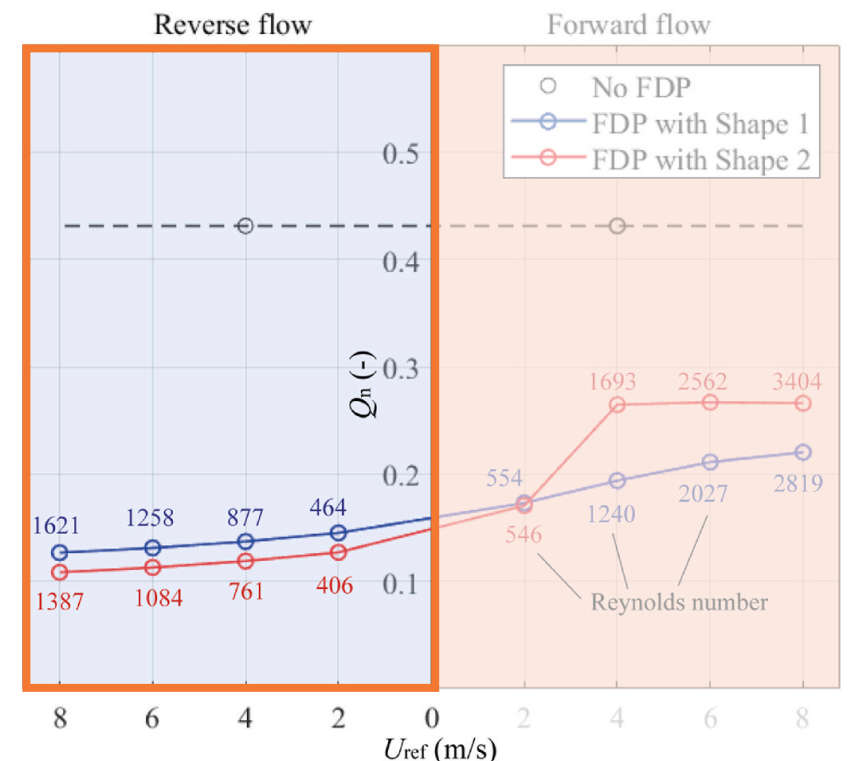 Reverse flow
Forward flow
No FDP
FDP with Shape 1
FDP with Shape 2
0.5
0.4
0.3
0.2
0.1
Qn (-)
1621
1258
877
464
1387
1084
761
406
554
546
1693
2562
3404
1240
2027
2819
Reynolds number
8 6 4 2 0 2 4 6 8
Uref (m/s)